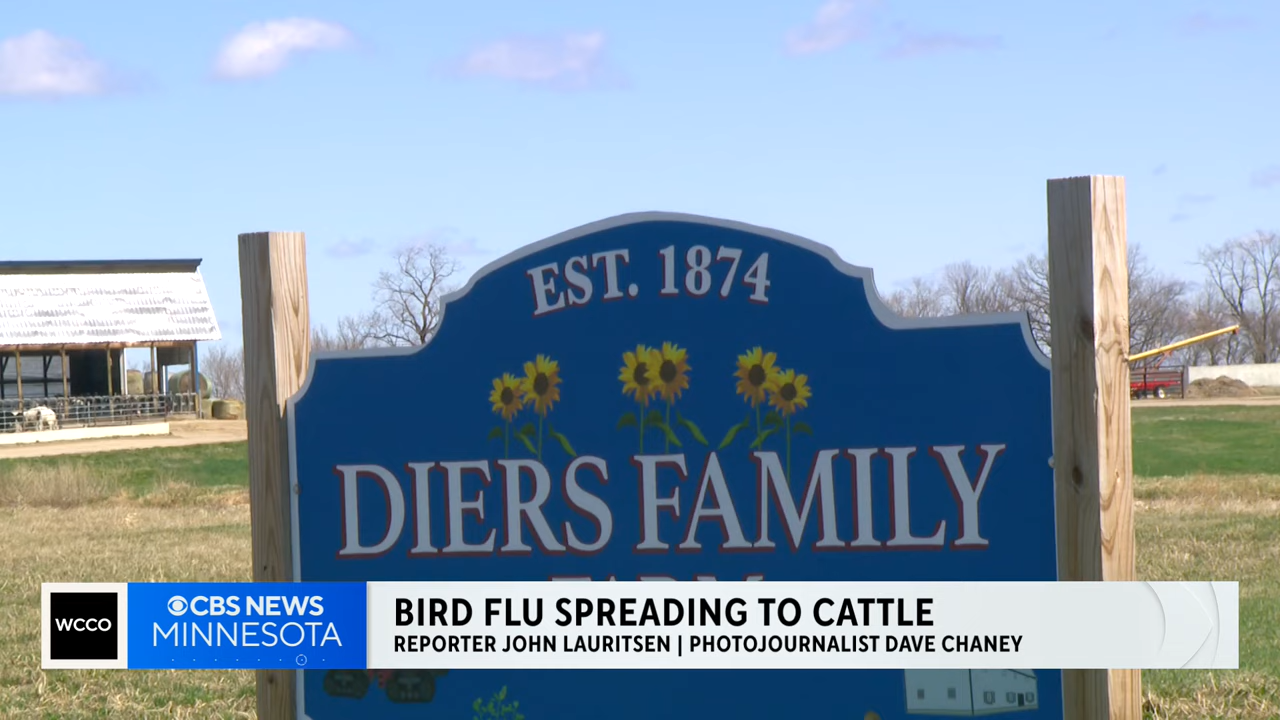 EST. 1874
DIERS FAMILY
FARM
WCCO
CBS NEWS
MINNESOTA
BIRD FLU SPREADING TO CATTLE
REPORTER JOHN LAURITSEN | PHOTOJOURNALIST DAVE CHANEY